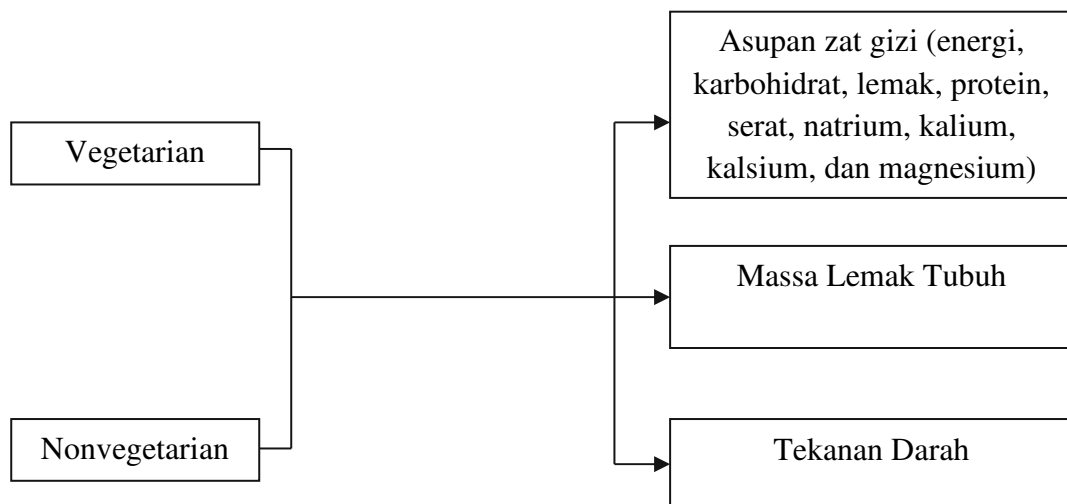 Vegetarian
Nonvegetarian
Asupan zat gizi (energi,
karbohidrat, lemak, protein,
serat, natrium, kalium,
kalsium, dan magnesium)
Massa Lemak Tubuh
Tekanan Darah